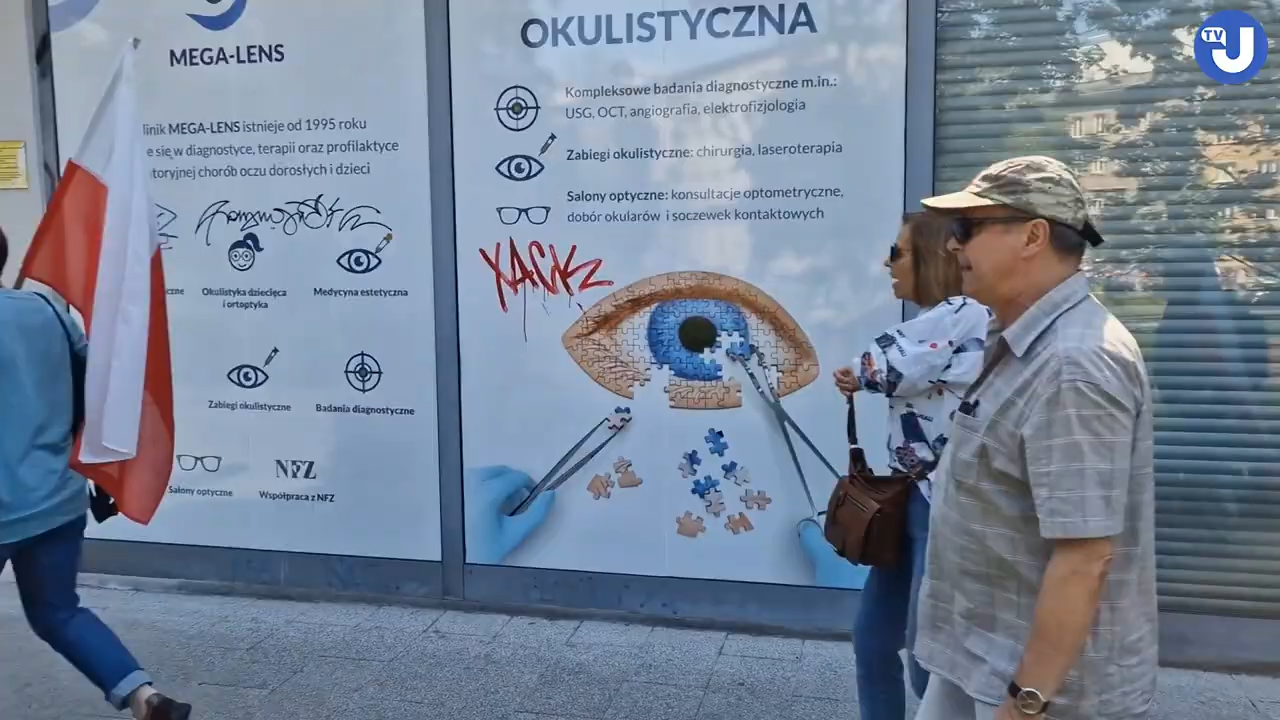 MEGA-LENS
linik MEGA-LENS istnieje od 1995 roku
e się w diagnostyce, terapii oraz profilaktyce
toryjnej chorób oczu dorosłych i dzieci
czne
Okulistyka dziecięca
i ortoptyka
Medycyna estetyczna
Zabiegi okulistyczne
Badania diagnostyczne
Salony optyczne
NFZ
Współpraca z NFZ
OKULISTYCZNA
Kompleksowe badania diagnostyczne m.in.:
USG, OCT, angiografia, elektrofizjologia
Zabiegi okulistyczne: chirurgia, laseroterapia
Salony optyczne: konsultacje optometryczne,
dobór okularów i soczewek kontaktowych
TV J